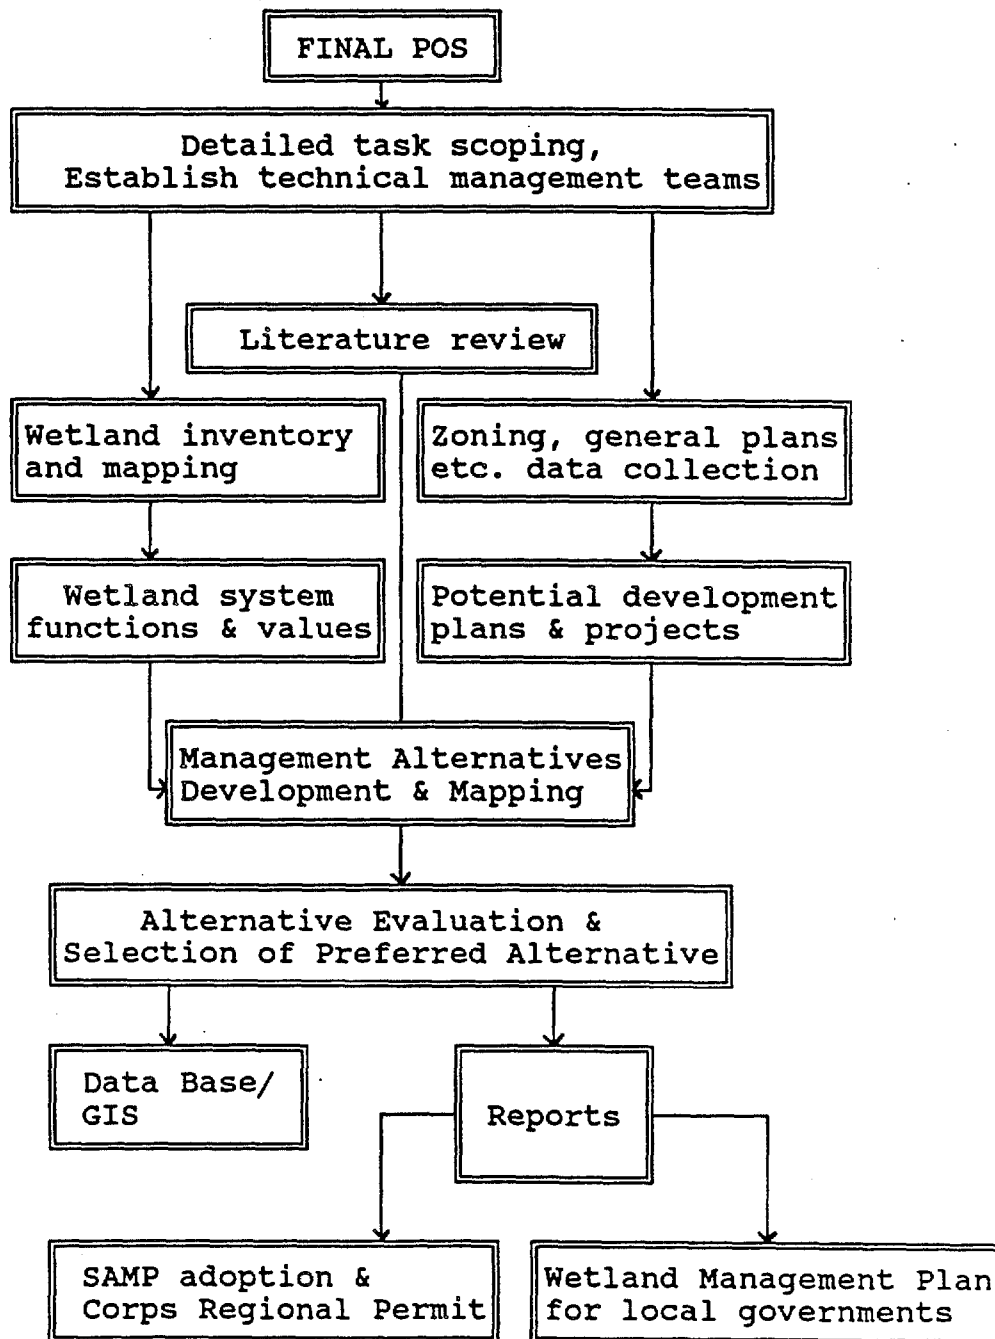 FINAL POS
Detailed task scoping,
Establish technical management teams
Literature review
Wetland inventory
and mapping
Zoning, general plans
etc. data collection
Wetland system
functions & values
Potential development
plans & projects
Management Alternatives
Development & Mapping
Alternative Evaluation &
Selection of Preferred Alternative
Data Base/
GIS
Reports
SAMP adoption &
Corps Regional Permit
Wetland Management Plan
for local governments